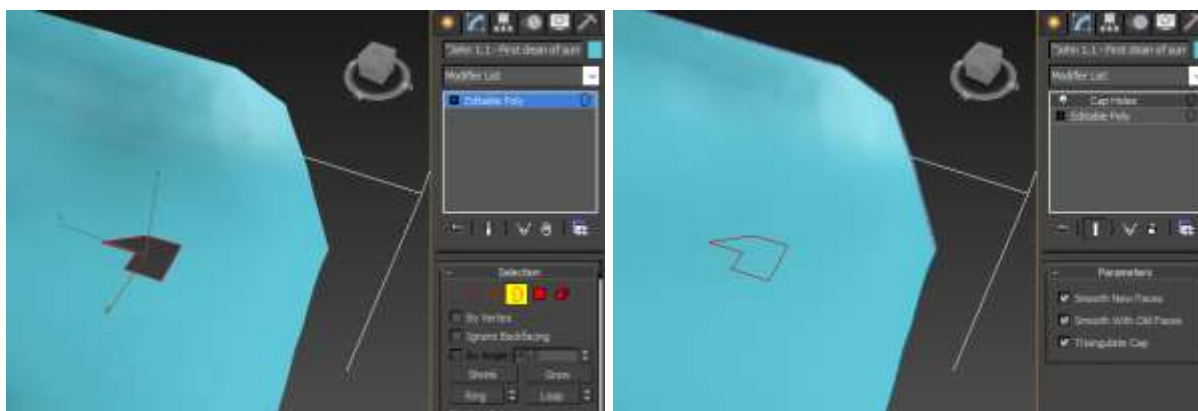 Modifier List
Editable Poly
Selection
By Vertex
Ignore Backfacing
By Angle:
Shrink
Grow
Ring
Loop
Modifier List
Cap Holes
Editable Poly
Parameters
Smooth New Faces
Smooth With Old Faces
Triangulate Cap